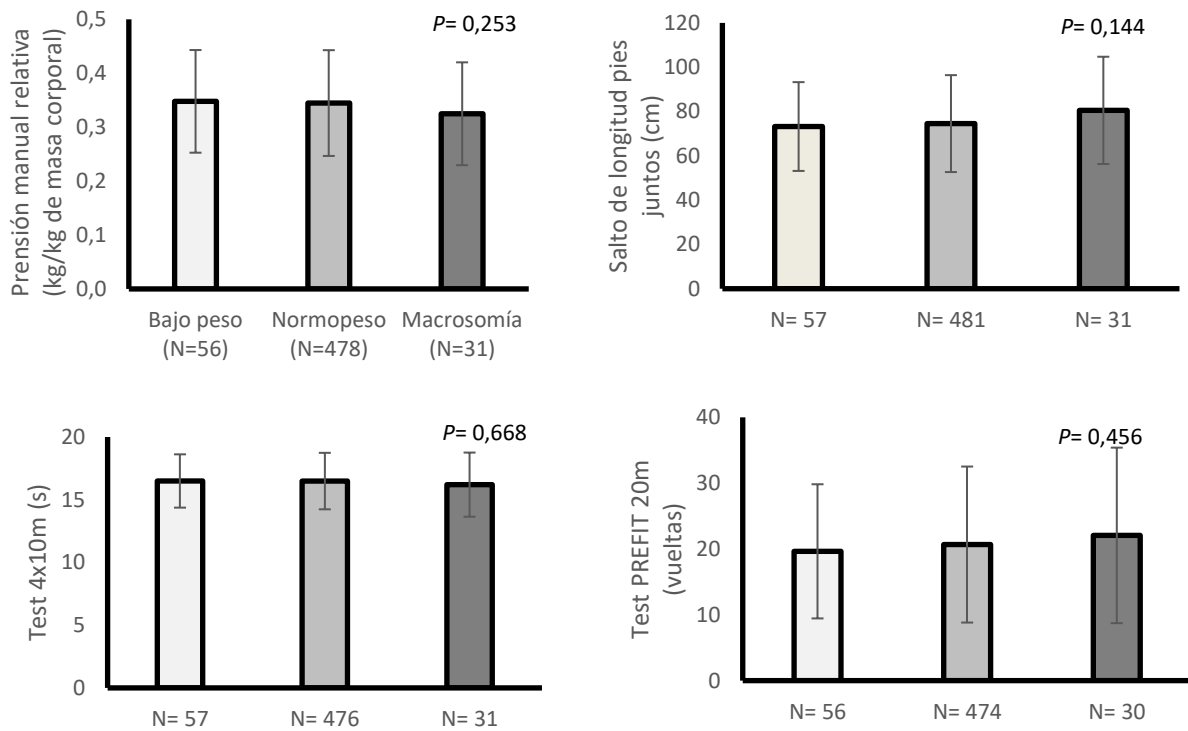 Prensión manual relativa
(kg/kg de masa corporal)
0,5
0,4
0,3
0,2
0,1
0,0
P= 0,253
Bajo peso
(N=56)
Normopeso
(N=478)
Macrosomía
(N=31)
Salto de longitud pies
juntos (cm)
120
100
80
60
40
20
0
P= 0,144
N= 57
N= 481
N= 31
Test 4x10m (s)
20
15
10
5
0
P= 0,668
N= 57
N= 476
N= 31
Test PREFIT 20m
(vueltas)
40
30
20
10
0
P= 0,456
N= 56
N= 474
N= 30